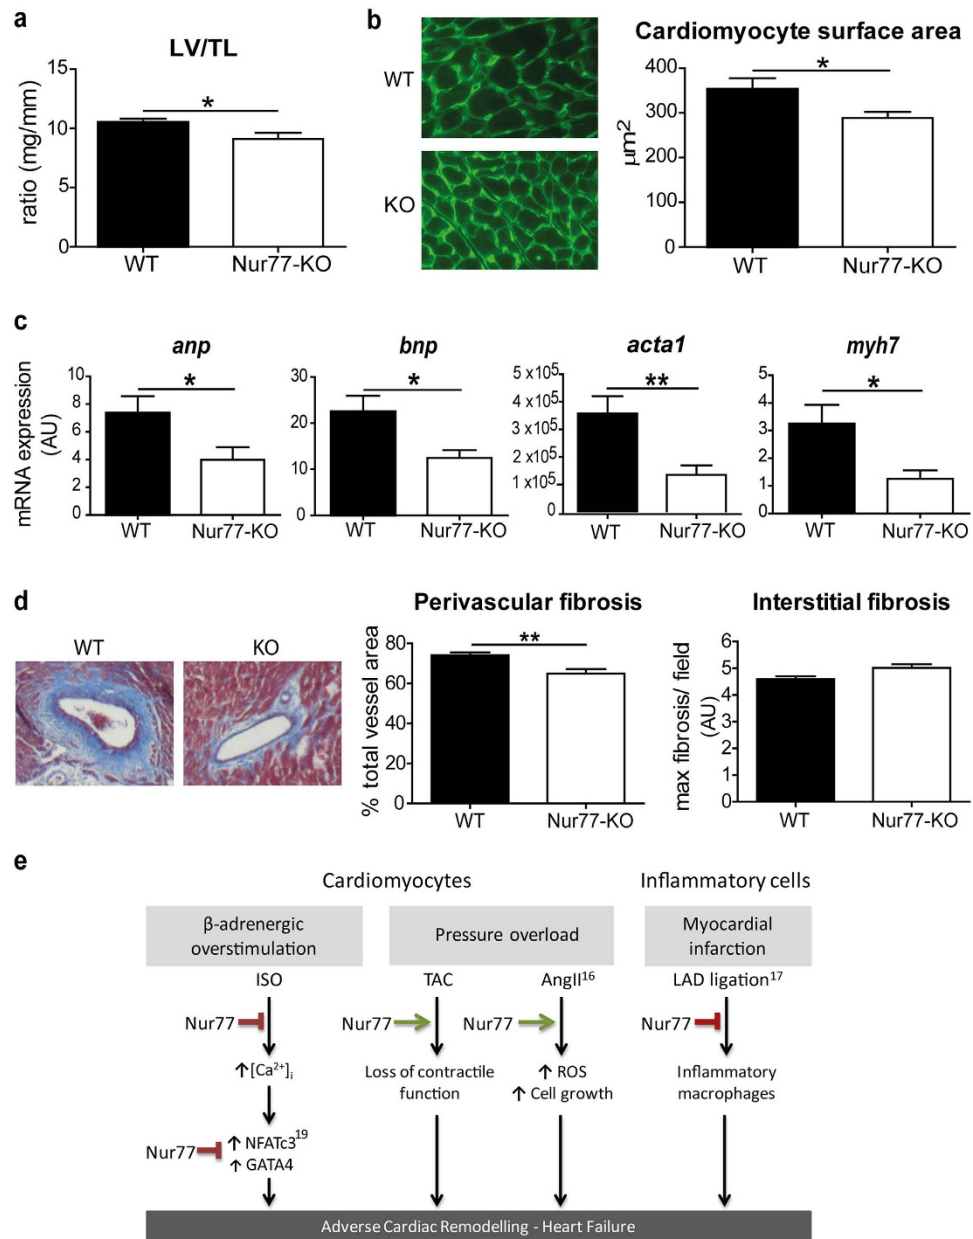 a
LV/TL
ratio (mg/mm)
15
10
5
0
*
WT
Nur77-KO
b
WT
KO
Cardiomyocyte surface area
µm²
400
300
200
100
0
*
WT
Nur77-KO
c
mRNA expression
(AU)
anp
12
10
8
6
4
2
0
*
WT
Nur77-KO
bnp
30
20
10
0
*
WT
Nur77-KO
acta1
5 x10⁵
4 x10⁵
3 x10⁵
2 x10⁵
1 x10⁵
0
**
WT
Nur77-KO
myh7
5
4
3
2
1
0
*
WT
Nur77-KO
d
WT
KO
Perivascular fibrosis
% total vessel area
80
60
40
20
0
**
WT
Nur77-KO
Interstitial fibrosis
max fibrosis/ field
(AU)
6
5
4
3
2
1
0
WT
Nur77-KO
e
Cardiomyocytes
Inflammatory cells
β-adrenergic
overstimulation
Pressure overload
Myocardial
infarction
ISO
TAC
AngII¹⁶
LAD ligation¹⁷
Nur77
Nur77
Nur77
Nur77
↑[Ca²⁺]ᵢ
Loss of contractile
function
↑ ROS
↑ Cell growth
Inflammatory
macrophages
Nur77
↑ NFATc3¹⁹
↑ GATA4
Adverse Cardiac Remodelling - Heart Failure